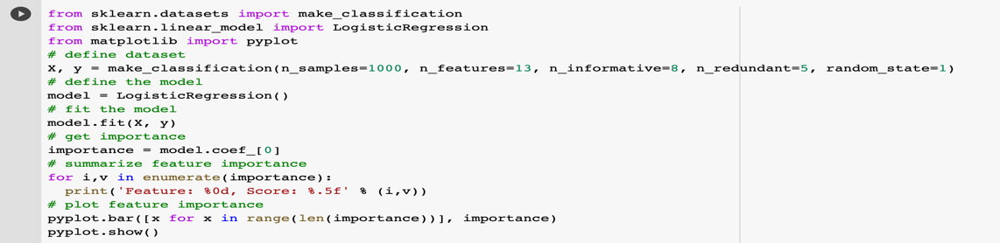 from sklearn.datasets import make_classification
from sklearn.linear_model import LogisticRegression
from matplotlib import pyplot
# define dataset
X, y = make_classification(n_samples=1000, n_features=13, n_informative=8, n_redundant=5, random_state=1)
# define the model
model = LogisticRegression()
# fit the model
model.fit(X, y)
# get importance
importance = model.coef_[0]
# summarize feature importance
for i,v in enumerate(importance):
  print('Feature: %0d, Score: %.5f' % (i,v))
# plot feature importance
pyplot.bar([x for x in range(len(importance))], importance)
pyplot.show()